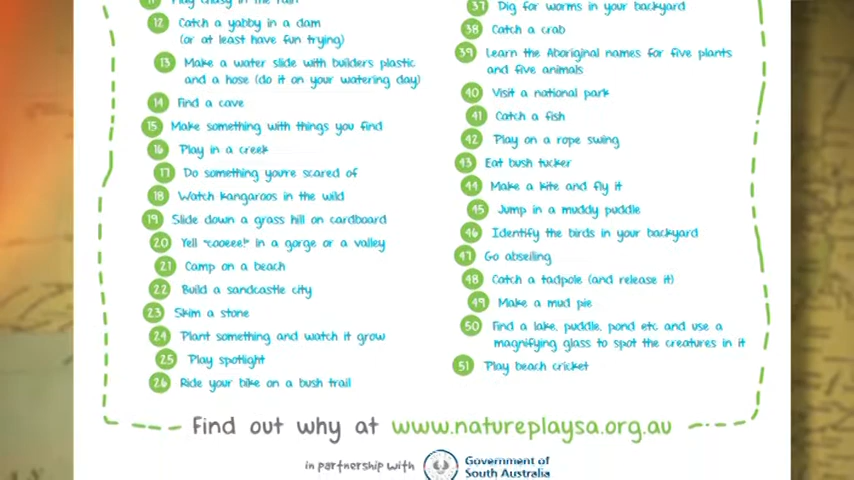 11 Play chasy in the rain
12 Catch a yabby in a dam
(or at least have fun trying)
13 Make a water slide with builders plastic
and a hose (do it on your watering day)
14 Find a cave
15 Make something with things you find
16 Play in a creek
17 Do something you're scared of
18 Watch kangaroos in the wild
19 Slide down a grass hill on cardboard
20 Yell "cooeee!" in a gorge or a valley
21 Camp on a beach
22 Build a sandcastle city
23 Skim a stone
24 Plant something and watch it grow
25 Play spotlight
26 Ride your bike on a bush trail
37 Dig for worms in your backyard
38 Catch a crab
39 Learn the Aboriginal names for five plants
and five animals
40 Visit a national park
41 Catch a fish
42 Play on a rope swing
43 Eat bush tucker
44 Make a kite and fly it
45 Jump in a muddy puddle
46 Identify the birds in your backyard
47 Go abseiling
48 Catch a tadpole (and release it)
49 Make a mud pie
50 Find a lake, puddle, pond etc and use a
magnifying glass to spot the creatures in it
51 Play beach cricket
Find out why at www.natureplaysa.org.au
in partnership with
Government of
South Australia